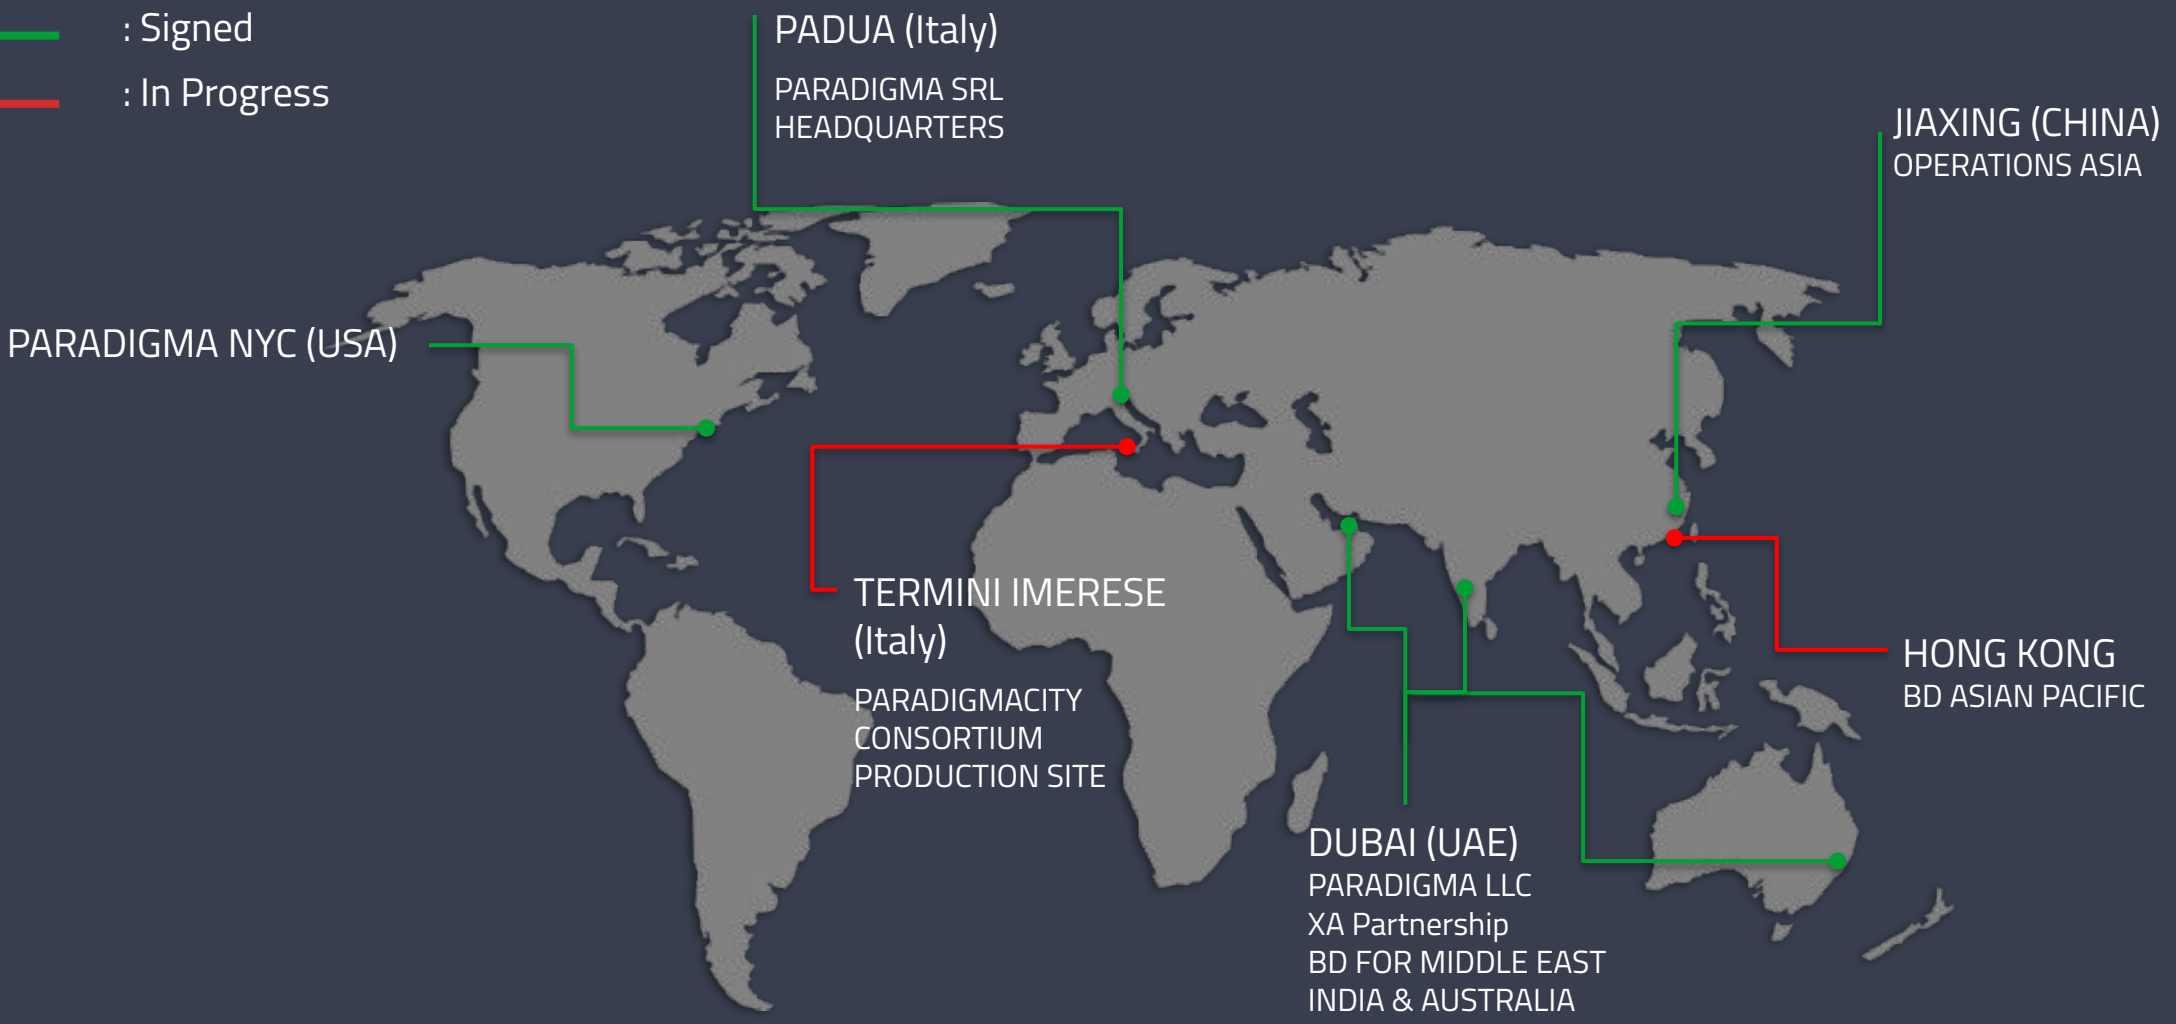 : Signed
: In Progress
PADUA (Italy)
PARADIGMA SRL
HEADQUARTERS
JIAXING (CHINA)
OPERATIONS ASIA
PARADIGMA NYC (USA)
TERMINI IMERESE
(Italy)
PARADIGMACITY
CONSORTIUM
PRODUCTION SITE
HONG KONG
BD ASIAN PACIFIC
DUBAI (UAE)
PARADIGMA LLC
XA Partnership
BD FOR MIDDLE EAST
INDIA & AUSTRALIA